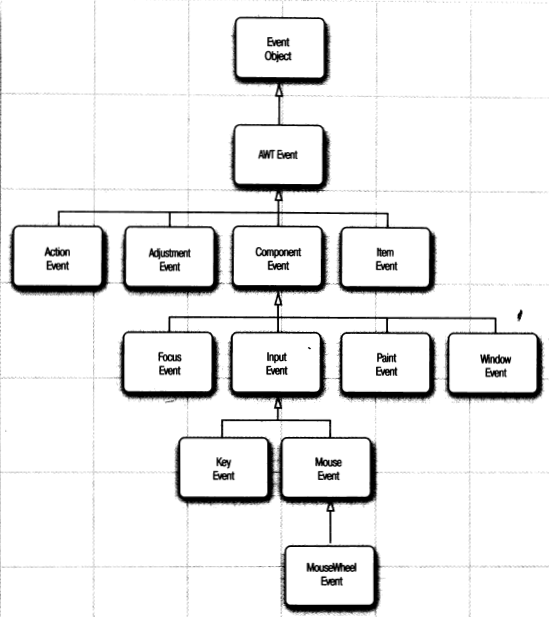 Event
Object
AWT Event
Action
Event
Adjustment
Event
Component
Event
Item
Event
Focus
Event
Input
Event
Paint
Event
Window
Event
Key
Event
Mouse
Event
MouseWheel
Event